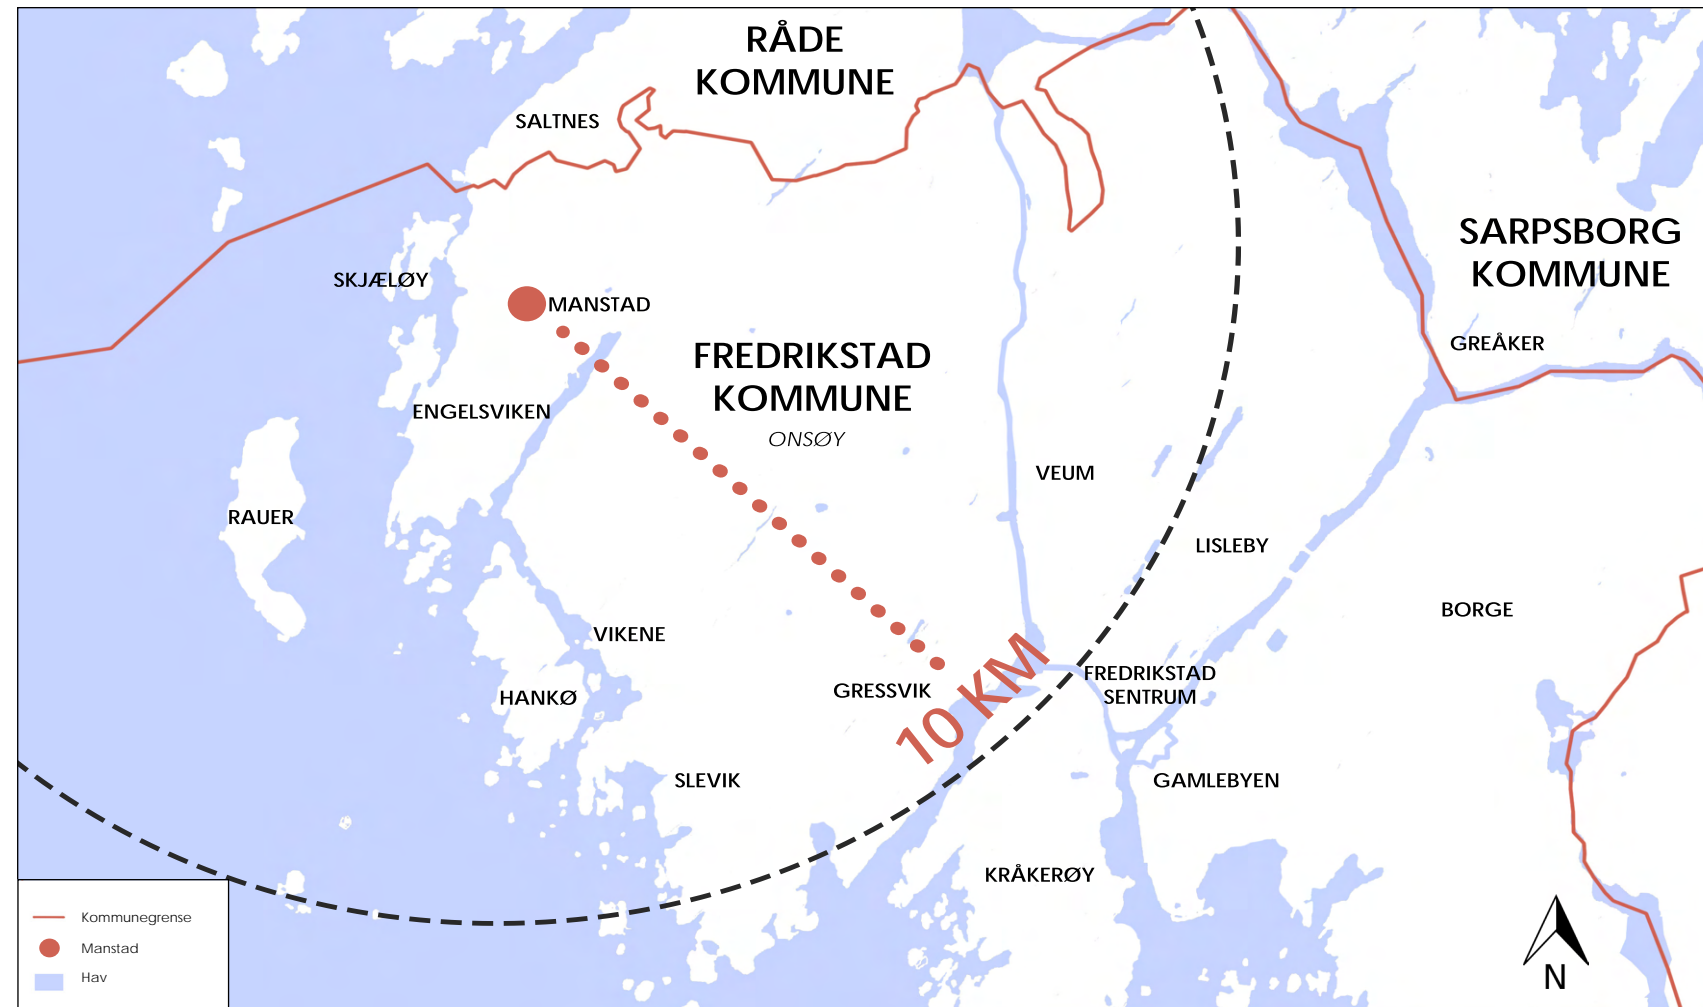 RÅDE
KOMMUNE
SALTNES
SARPSBORG
KOMMUNE
SKJÆLØY
MANSTAD
GREÅKER
FREDRIKSTAD
KOMMUNE
ONSØY
ENGELSVIKEN
VEUM
RAUER
LISLEBY
BORGE
VIKENE
FREDRIKSTAD
SENTRUM
GRESSVIK
HANKØ
10 KM
SLEVIK
GAMLEBYEN
KRÅKERØY
Kommunegrense
Manstad
Hav
N